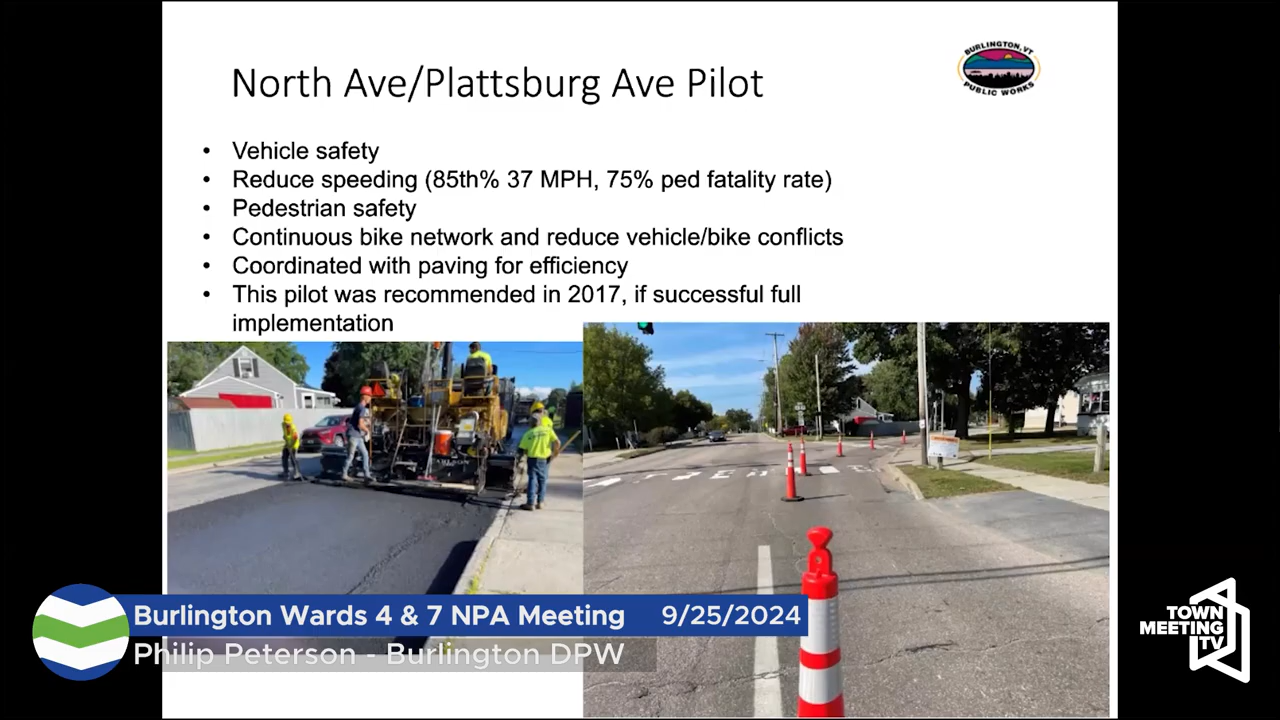 North Ave/Plattsburg Ave Pilot
BURLINGTON, VT
PUBLIC WORKS
• Vehicle safety
• Reduce speeding (85th% 37 MPH, 75% ped fatality rate)
• Pedestrian safety
• Continuous bike network and reduce vehicle/bike conflicts
• Coordinated with paving for efficiency
• This pilot was recommended in 2017, if successful full
implementation
Burlington Wards 4 & 7 NPA Meeting 9/25/2024
Philip Peterson - Burlington DPW
TOWN
MEETING
TV